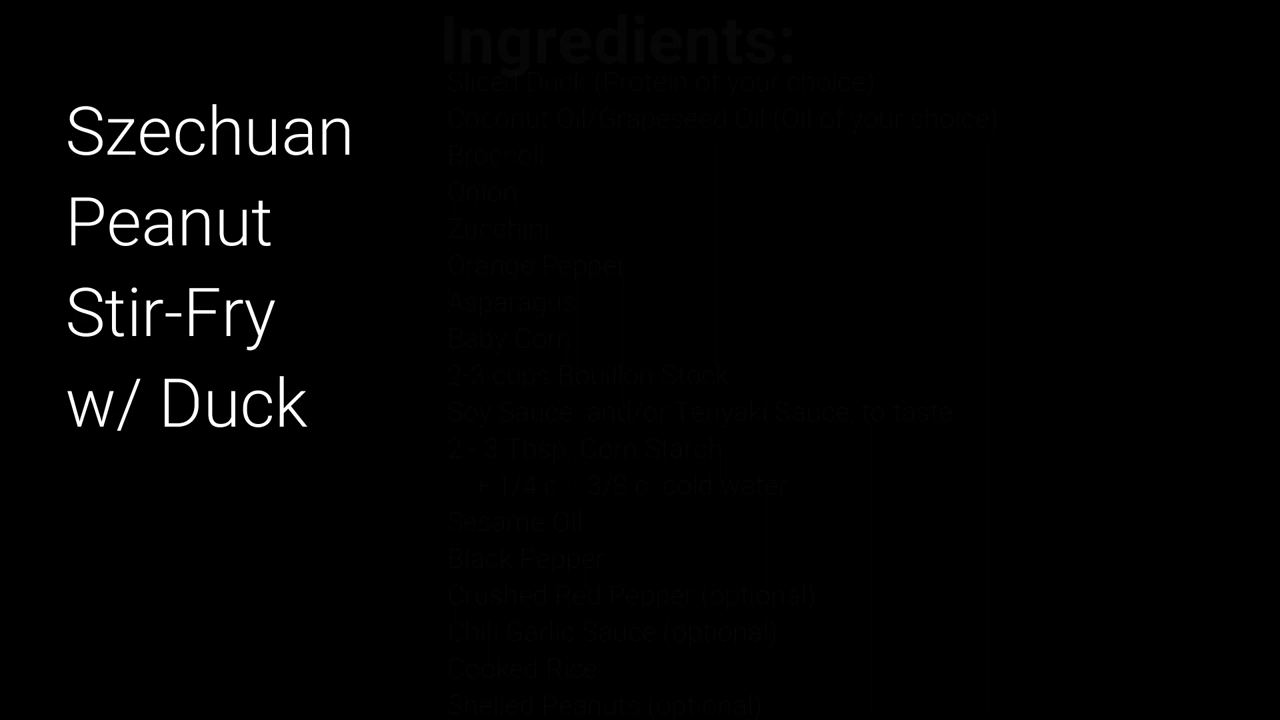 Szechuan
Peanut
Stir-Fry
w/ Duck
Ingredients:
Sliced Duck (Protein of your choice)
Coconut Oil/Grapeseed Oil (Oil of your choice)
Broccoli
Onion
Zucchini
Orange Pepper
Asparagus
Baby Corn
2-3 cups Bouillon Stock
Soy Sauce and/or Teriyaki Sauce, to taste
2 - 3 Tbsp. Corn Starch
+ 1/4 c. - 3/8 c. cold water
Sesame Oil
Black Pepper
Crushed Red Pepper (optional)
Chili Garlic Sauce (optional)
Cooked Rice
Shelled Peanuts (optional)